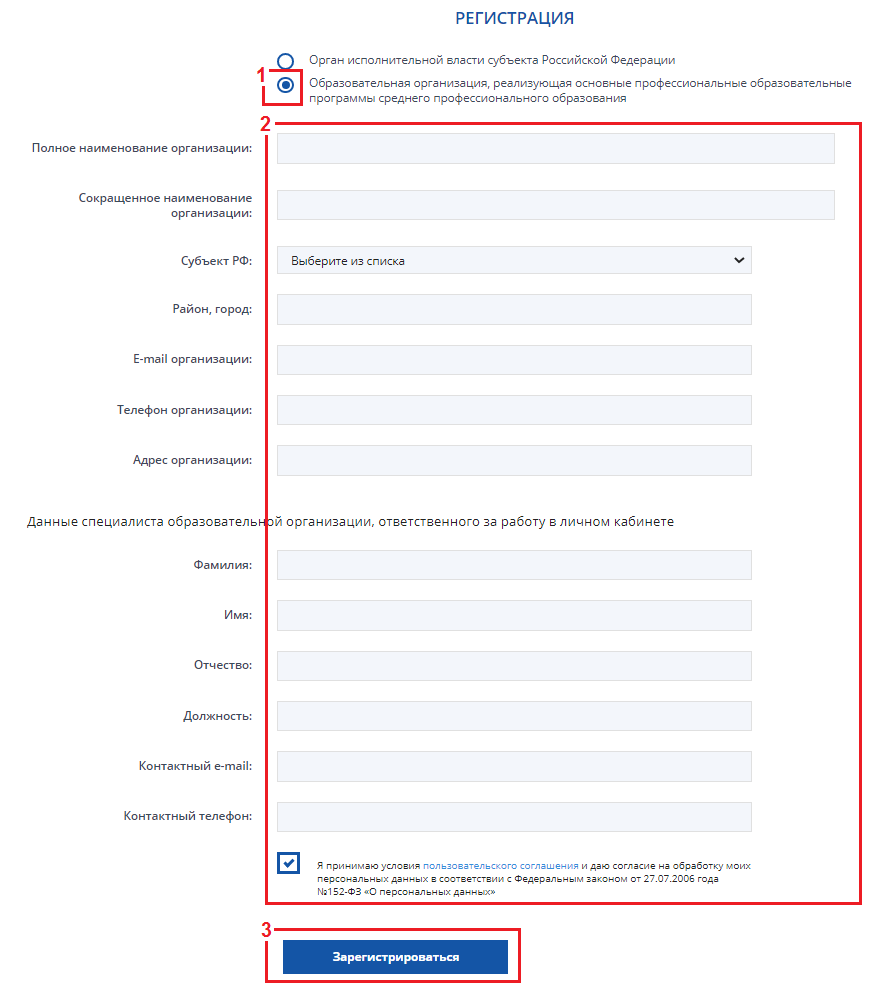 РЕГИСТРАЦИЯ
Орган исполнительной власти субъекта Российской Федерации
1
Образовательная организация, реализующая основные профессиональные образовательные
программы среднего профессионального образования
2
Полное наименование организации:
Сокращенное наименование
организации:
Субъект РФ: Выберите из списка
Район, город:
E-mail организации:
Телефон организации:
Адрес организации:
Данные специалиста образовательной организации, ответственного за работу в личном кабинете
Фамилия:
Имя:
Отчество:
Должность:
Контактный e-mail:
Контактный телефон:
Я принимаю условия пользовательского соглашения и даю согласие на обработку моих
персональных данных в соответствии с Федеральным законом от 27.07.2006 года
№152-ФЗ «О персональных данных»
3
Зарегистрироваться